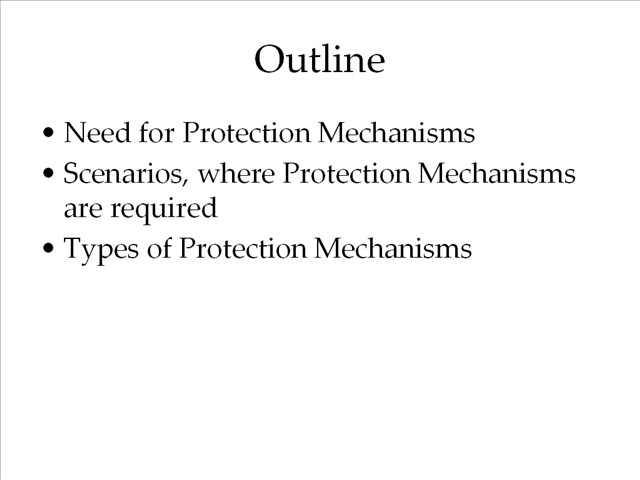 Outline
• Need for Protection Mechanisms
• Scenarios, where Protection Mechanisms
are required
• Types of Protection Mechanisms